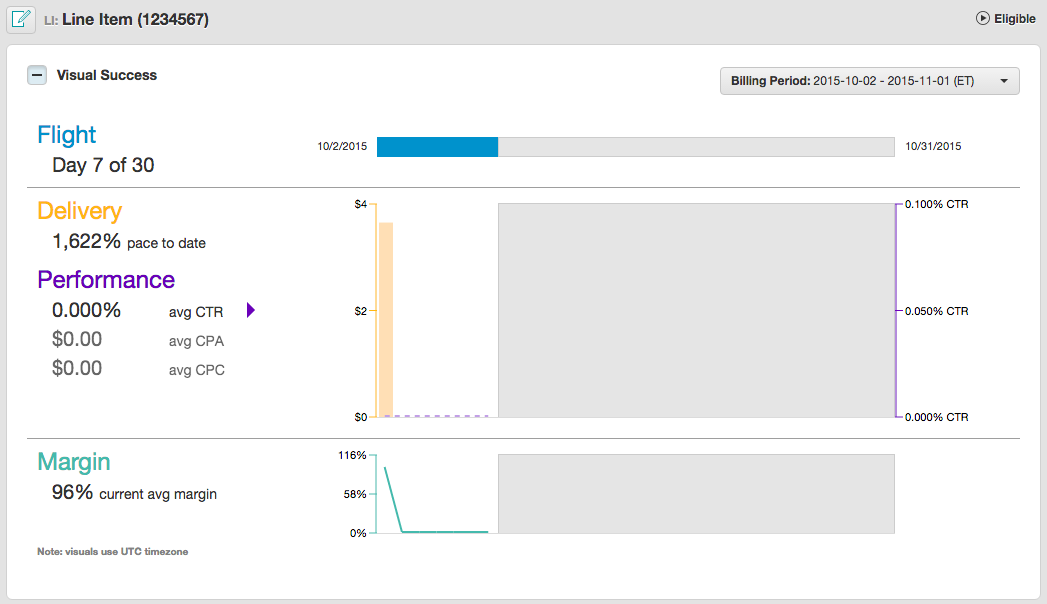 LI: Line Item (1234567)
Eligible
Visual Success
Billing Period: 2015-10-02 - 2015-11-01 (ET)
Flight
Day 7 of 30
10/2/2015
10/31/2015
Delivery
1,622% pace to date
Performance
0.000% avg CTR
$0.00 avg CPA
$0.00 avg CPC
$4
$2
$0
0.100% CTR
0.050% CTR
0.000% CTR
Margin
96% current avg margin
116%
58%
0%
Note: visuals use UTC timezone